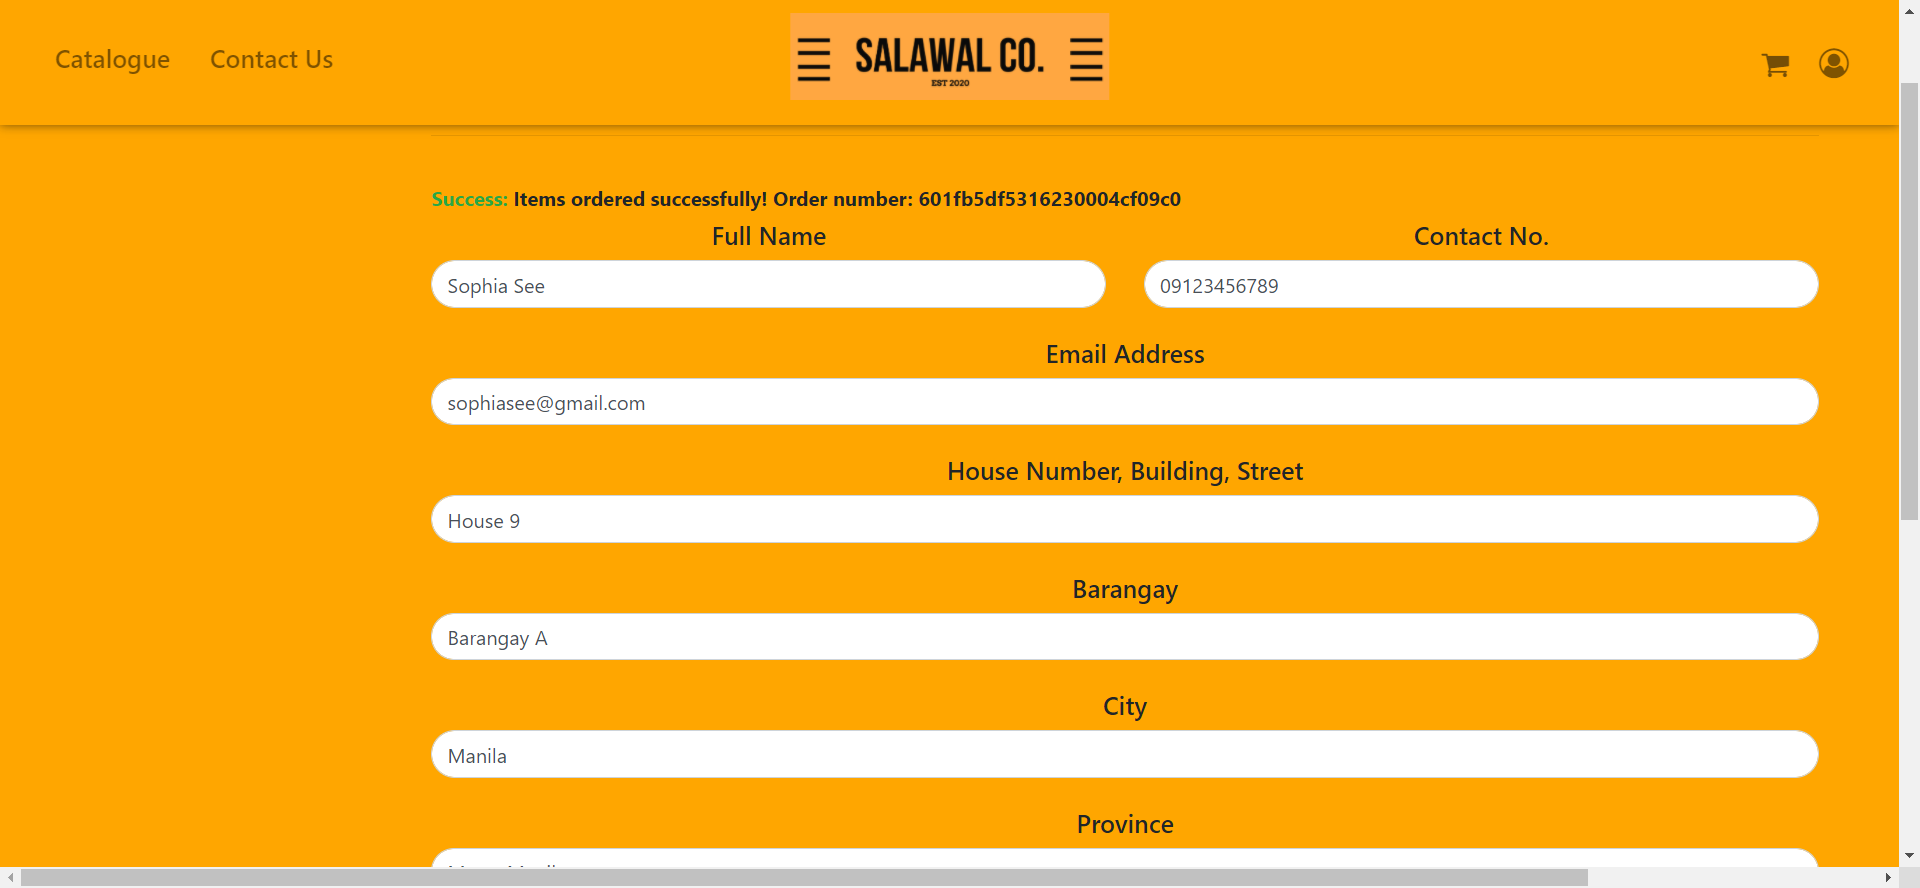 Catalogue
Contact Us
SALAWAL CO.
EST 2020
Success: Items ordered successfully! Order number: 601fb5df5316230004cf09c0
Full Name
Contact No.
Sophia See
09123456789
Email Address
sophiasee@gmail.com
House Number, Building, Street
House 9
Barangay
Barangay A
City
Manila
Province